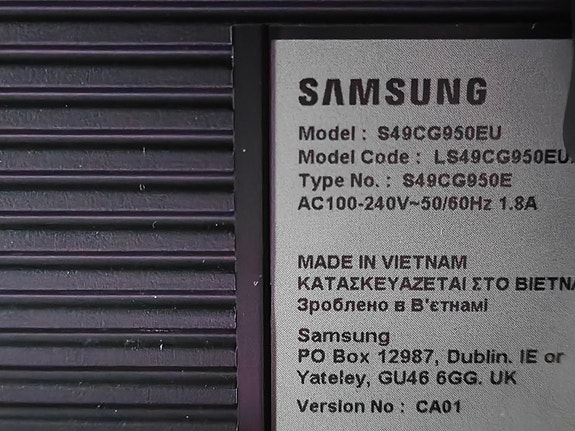 SAMSUNG
Model : S49CG950EU
Model Code : LS49CG950EU
Type No. : S49CG950E
AC100-240V~50/60Hz 1.8A
MADE IN VIETNAM
ΚΑΤΑΣΚΕΥΑΖΕΤΑΙ ΣΤΟ
Зроблено в В'єтнамі
Samsung
PO Box 12987, Dublin. IE or
Yateley, GU46 6GG. UK
Version No : CA01